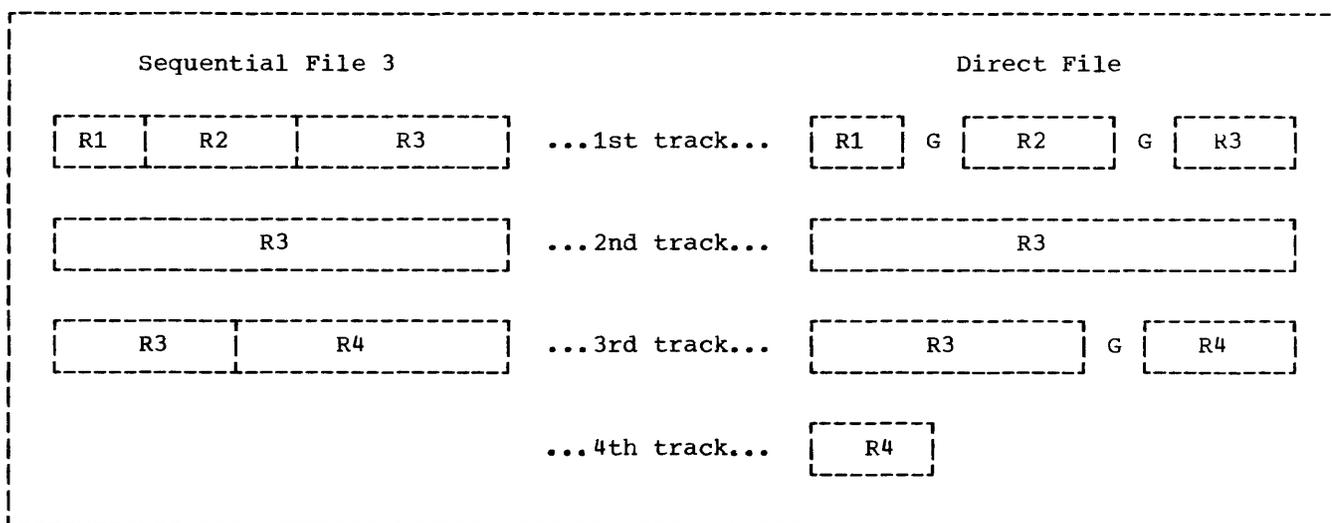 Sequential File 3 Direct File
R1 R2 R3 ...1st track... R1 G R2 G R3
R3 ...2nd track... R3
R3 R4 ...3rd track... R3 G R4
...4th track... R4